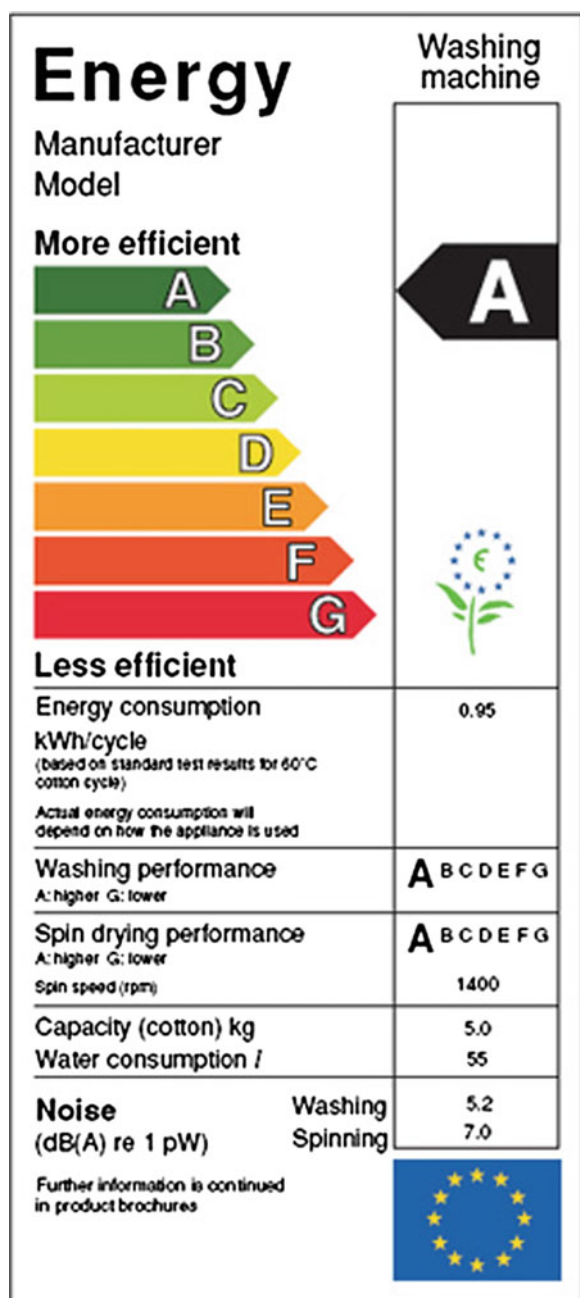 Energy
Washing
machine
Manufacturer
Model
More efficient
A
A
B
C
D
E
F
G
Less efficient
Energy consumption 0.95
kWh/cycle
(based on standard test results for 60°C
cotton cycle)
Actual energy consumption will
depend on how the appliance is used
Washing performance A B C D E F G
A: higher G: lower
Spin drying performance A B C D E F G
A: higher G: lower
Spin speed (rpm) 1400
Capacity (cotton) kg 5.0
Water consumption l 55
Noise Washing 5.2
(dB(A) re 1 pW) Spinning 7.0
Further information is continued
in product brochures